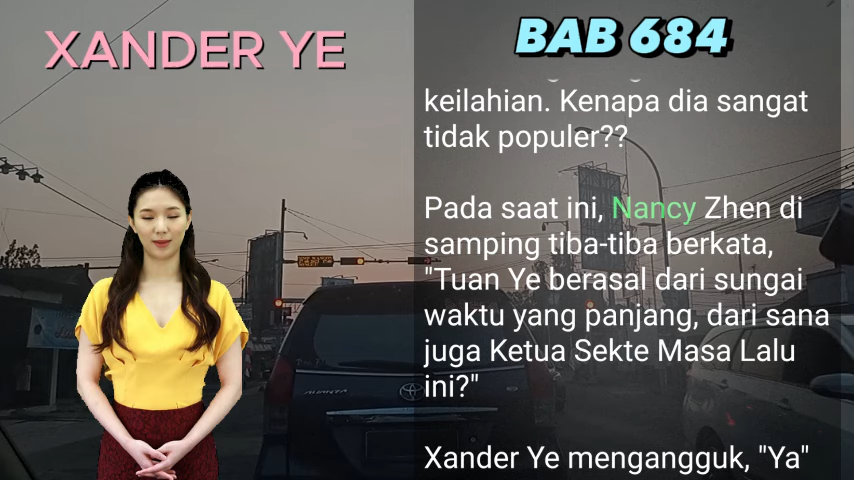 XANDER YE
BAB 684
keilahian. Kenapa dia sangat
tidak populer??
Pada saat ini, Nancy Zhen di
samping tiba-tiba berkata,
"Tuan Ye berasal dari sungai
waktu yang panjang, dari sana
juga Ketua Sekte Masa Lalu
ini?"
Xander Ye mengangguk, "Ya"
AVANZA